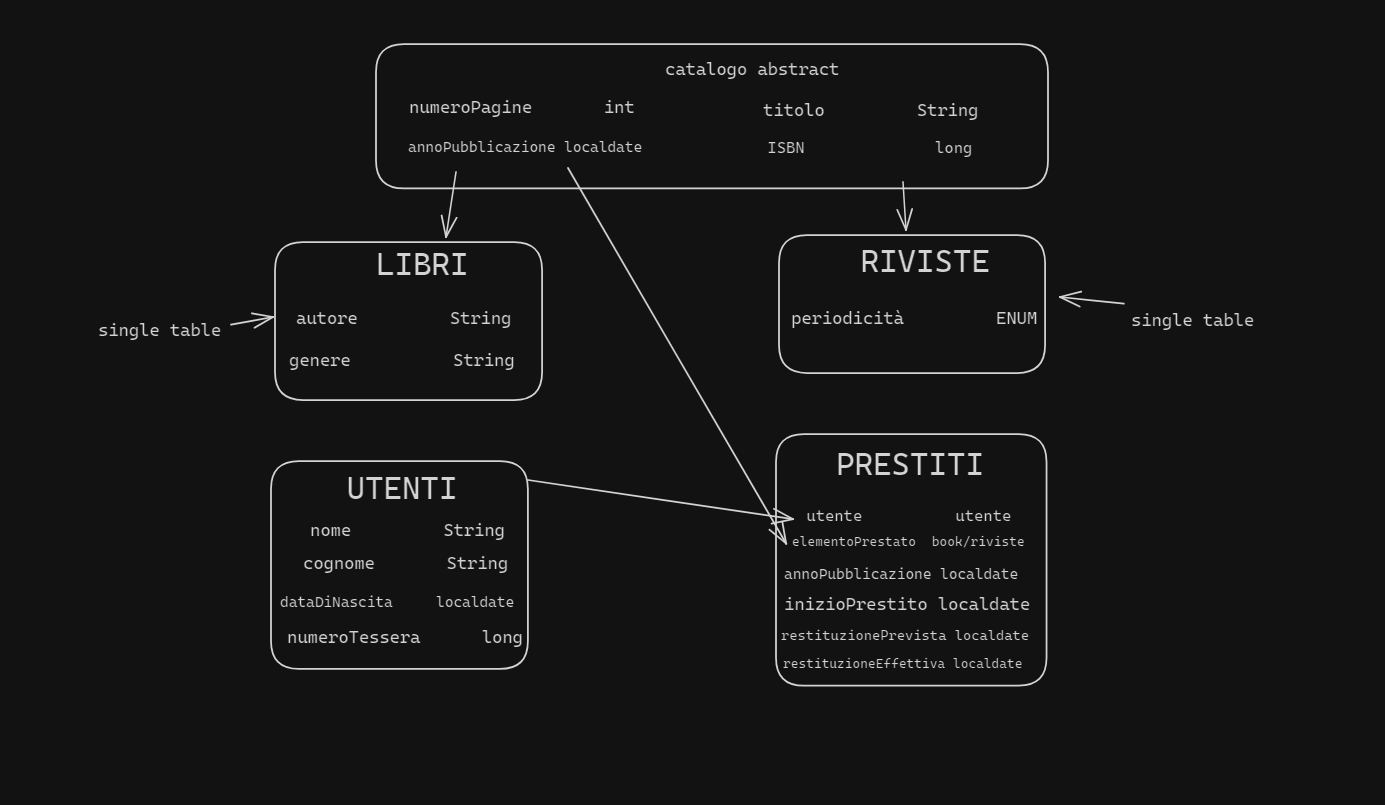 catalogo abstract
numeroPagine int titolo String
annoPubblicazione localdate ISBN long
LIBRI
autore String
genere String
single table
RIVISTE
periodicità ENUM
single table
UTENTI
nome String
cognome String
dataDiNascita localdate
numeroTessera long
PRESTITI
utente utente
elementoPrestato book/riviste
annoPubblicazione localdate
inizioPrestito localdate
restituzionePrevista localdate
restituzioneEffettiva localdate